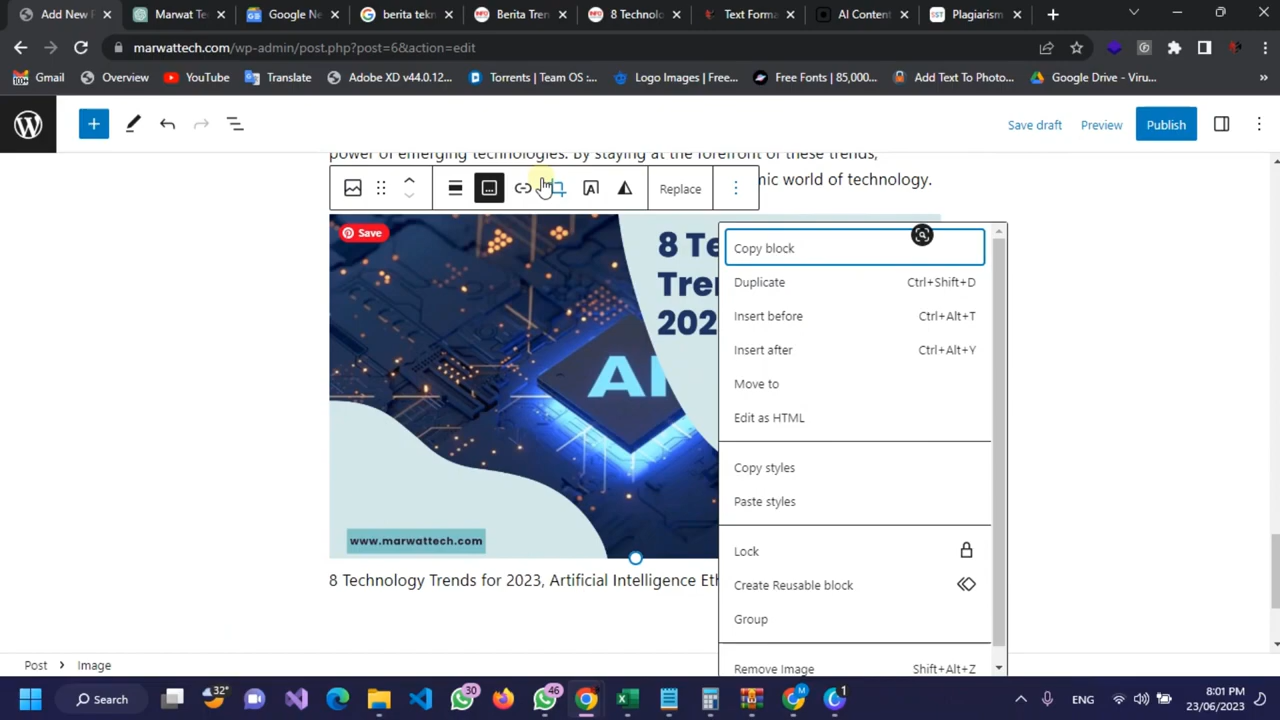 Add New P
Marwat Te
Google Ne
berita tekn
Berita Tren
8 Technolo
Text Forma
AI Content
Plagiarism
marwattech.com/wp-admin/post.php?post=6&action=edit
Gmail
Overview
YouTube
Translate
Adobe XD v44.0.12...
Torrents | Team OS :...
Logo Images | Free...
Free Fonts | 85,000...
Add Text To Photo...
Google Drive - Viru...
»
Save draft
Preview
Publish
power of emerging technologies. By staying at the forefront of these trends,
mic world of technology.
Replace
Save
8 Te
Tren
202
AI
www.marwattech.com
Copy block
Duplicate Ctrl+Shift+D
Insert before Ctrl+Alt+T
Insert after Ctrl+Alt+Y
Move to
Edit as HTML
Copy styles
Paste styles
Lock
Create Reusable block
Group
Remove Image Shift+Alt+Z
8 Technology Trends for 2023, Artificial Intelligence Eth
Post > Image
Search
32°
30
46
1
ENG
8:01 PM
23/06/2023